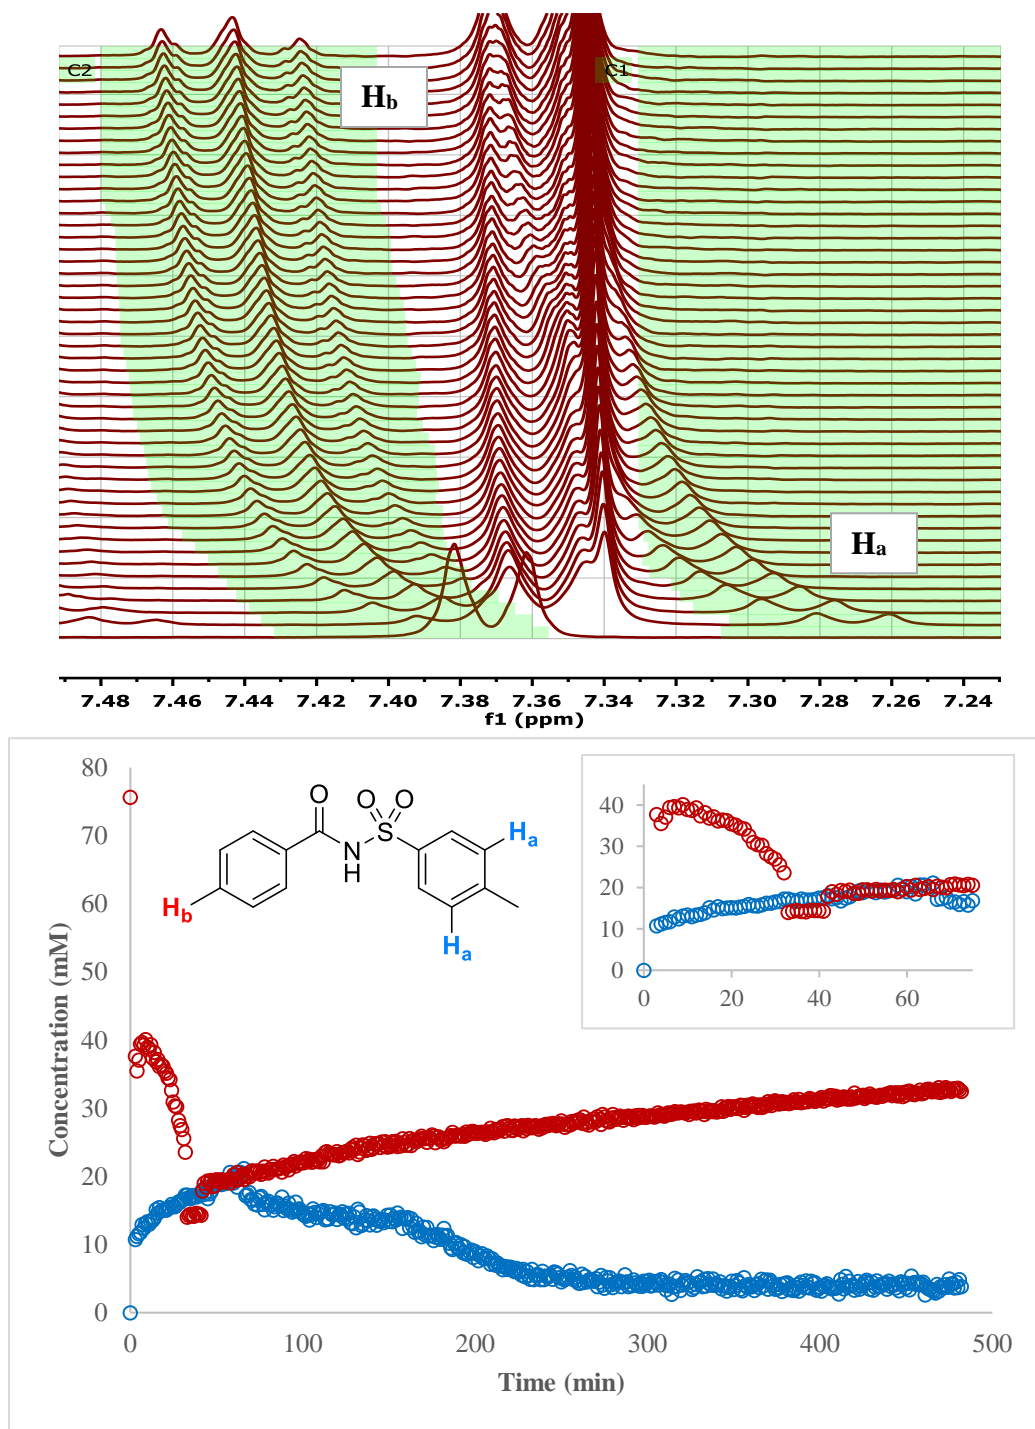 C2
C1
Hb
Ha
7.48 7.46 7.44 7.42 7.40 7.38 7.36 7.34 7.32 7.30 7.28 7.26 7.24
f1 (ppm)
80
70
60
50
40
30
20
10
0
Concentration (mM)
O
O O
S
N
H
Ha
Hb
Ha
40
30
20
10
0
0 20 40 60
0 100 200 300 400 500
Time (min)